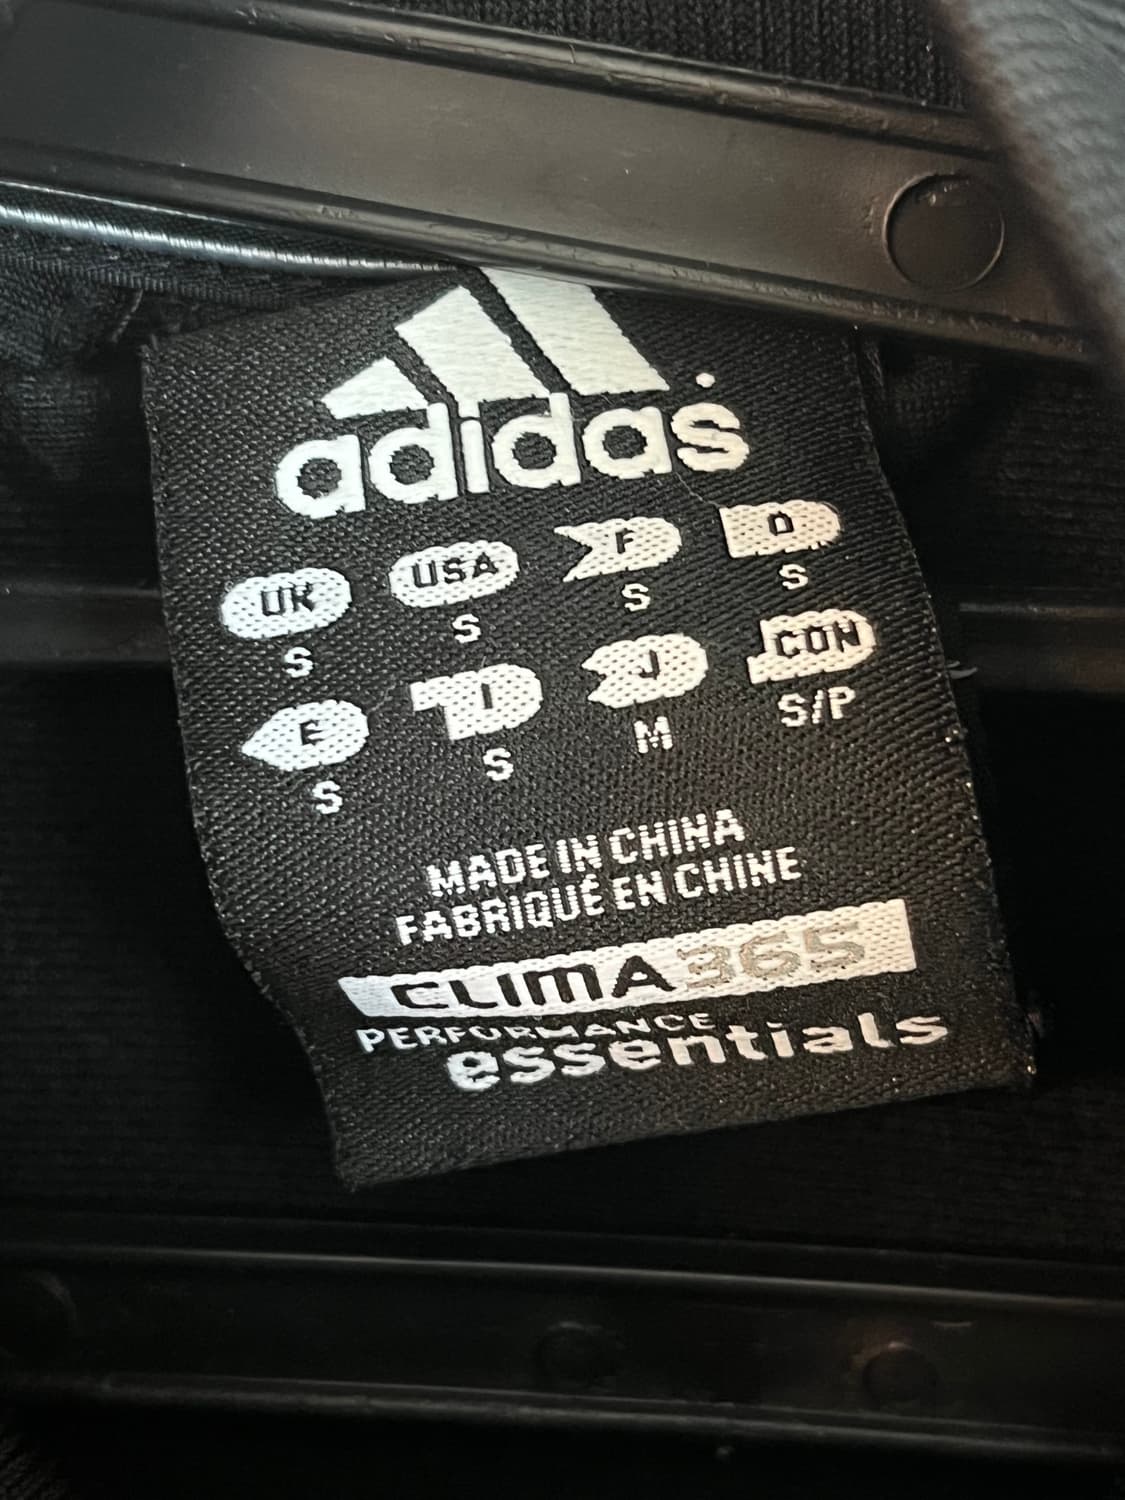 adidas
UK USA F D
S S S S
E I J CON
S S M S/P
MADE IN CHINA
FABRIQUÉ EN CHINE
CLIMA365
PERFORMANCE
essentials